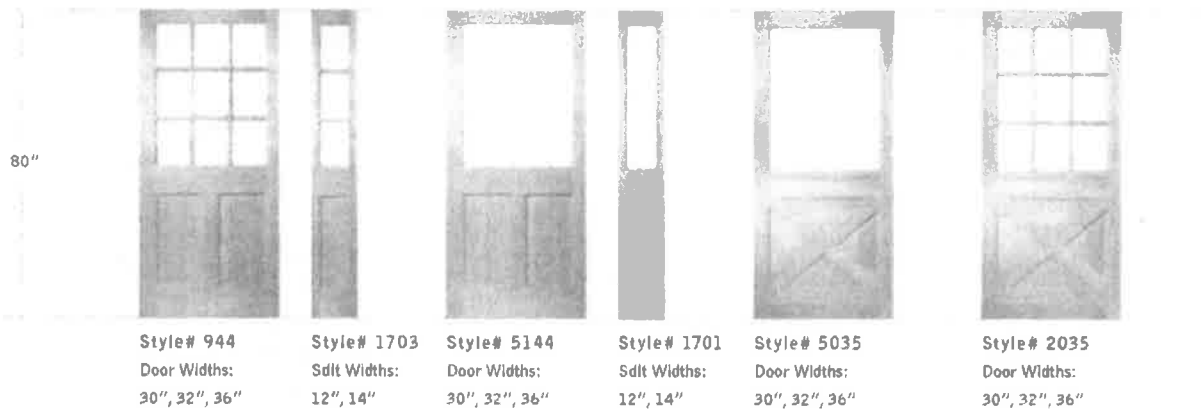 80"
Style# 944
Door Widths:
30", 32", 36"
Style# 1703
Sdlt Widths:
12", 14"
Style# 5144
Door Widths:
30", 32", 36"
Style# 1701
Sdlt Widths:
12", 14"
Style# 5035
Door Widths:
30", 32", 36"
Style# 2035
Door Widths:
30", 32", 36"